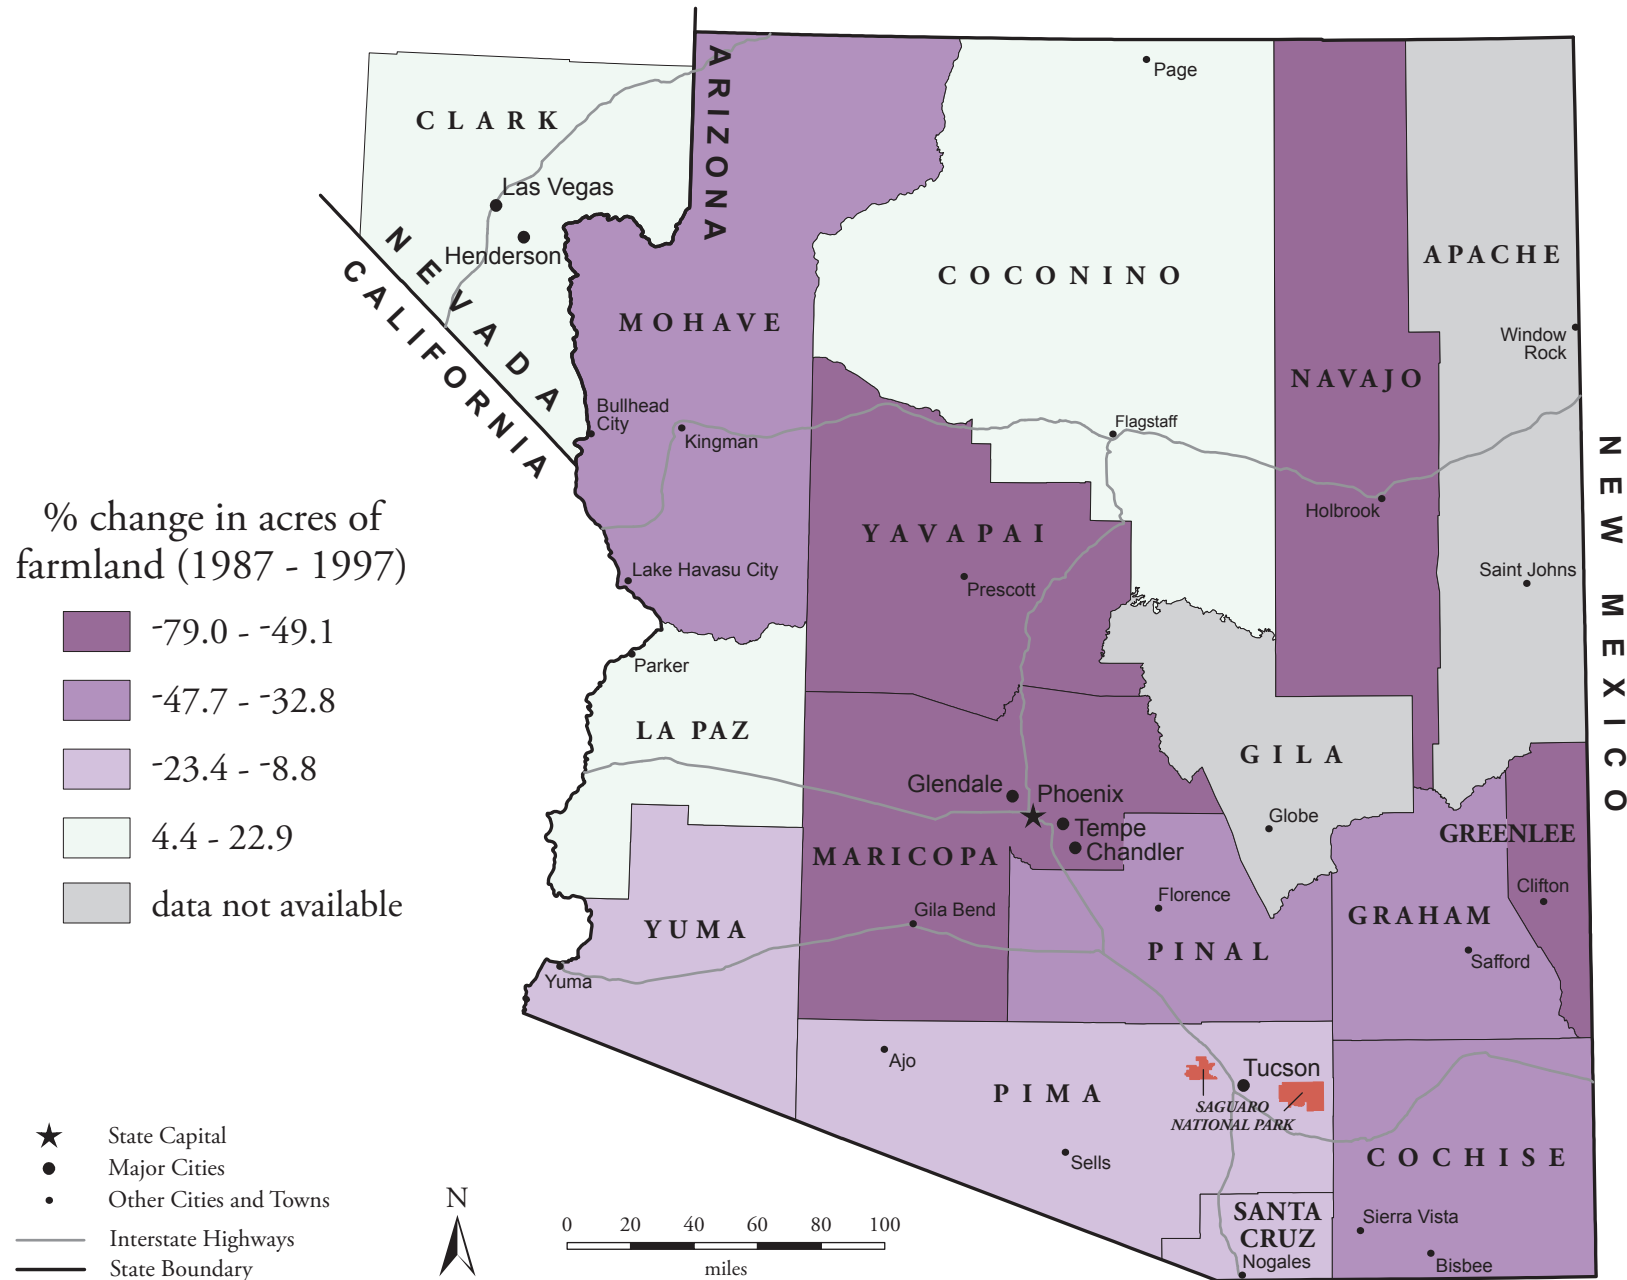 ARIZONA
Page
CLARK
Las Vegas
Henderson
NEVADA
CALIFORNIA
MOHAVE
COCONINO
APACHE
Window
Rock
NAVAJO
Bullhead
City
Kingman
Flagstaff
NEW MEXICO
Holbrook
% change in acres of
farmland (1987 - 1997)
-79.0 - -49.1
-47.7 - -32.8
-23.4 - -8.8
4.4 - 22.9
data not available
YAVAPAI
Prescott
Lake Havasu City
Saint Johns
Parker
LA PAZ
GILA
Globe
Glendale
Phoenix
Tempe
Chandler
MARICOPA
GREENLEE
Clifton
Florence
GRAHAM
Gila Bend
YUMA
PINAL
Safford
Yuma
Ajo
PIMA
Tucson
SAGUARO
NATIONAL PARK
Sells
COCHISE
SANTA
CRUZ
Nogales
Sierra Vista
Bisbee
State Capital
Major Cities
Other Cities and Towns
Interstate Highways
State Boundary
N
0 20 40 60 80 100
miles